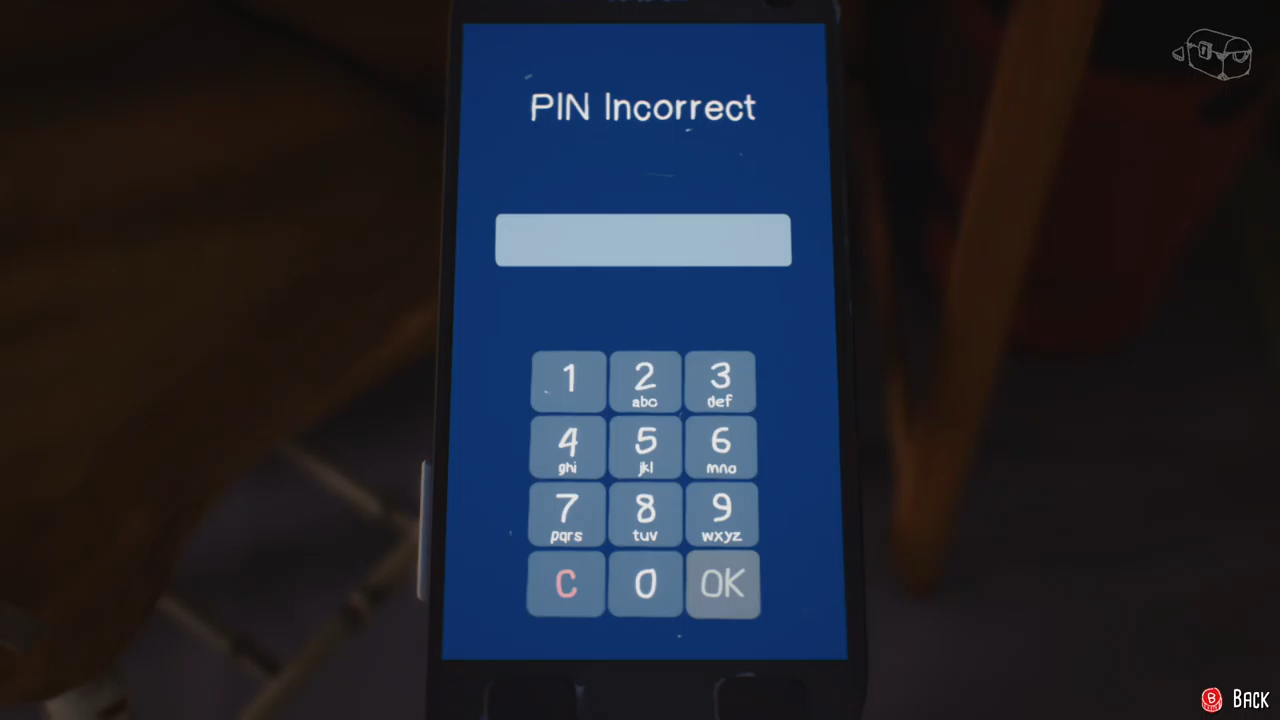 PIN Incorrect
1
2
abc
3
def
4
ghi
5
jkl
6
mno
7
pqrs
8
tuv
9
wxyz
C
0
OK
B BACK